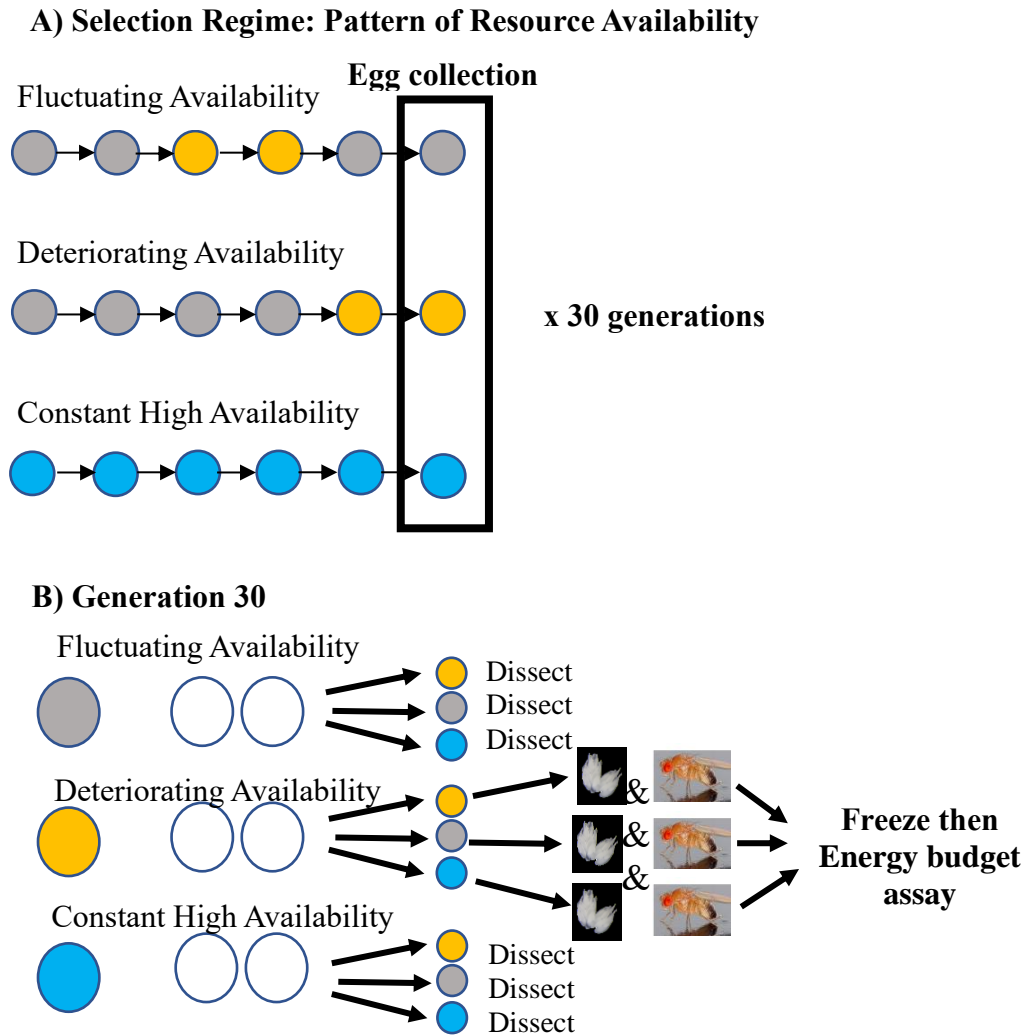 A) Selection Regime: Pattern of Resource Availability
Egg collection
Fluctuating Availability
Deteriorating Availability
x 30 generations
Constant High Availability
B) Generation 30
Fluctuating Availability
Dissect
Dissect
Dissect
Deteriorating Availability
&
&
&
Freeze then
Energy budget
assay
Constant High Availability
Dissect
Dissect
Dissect